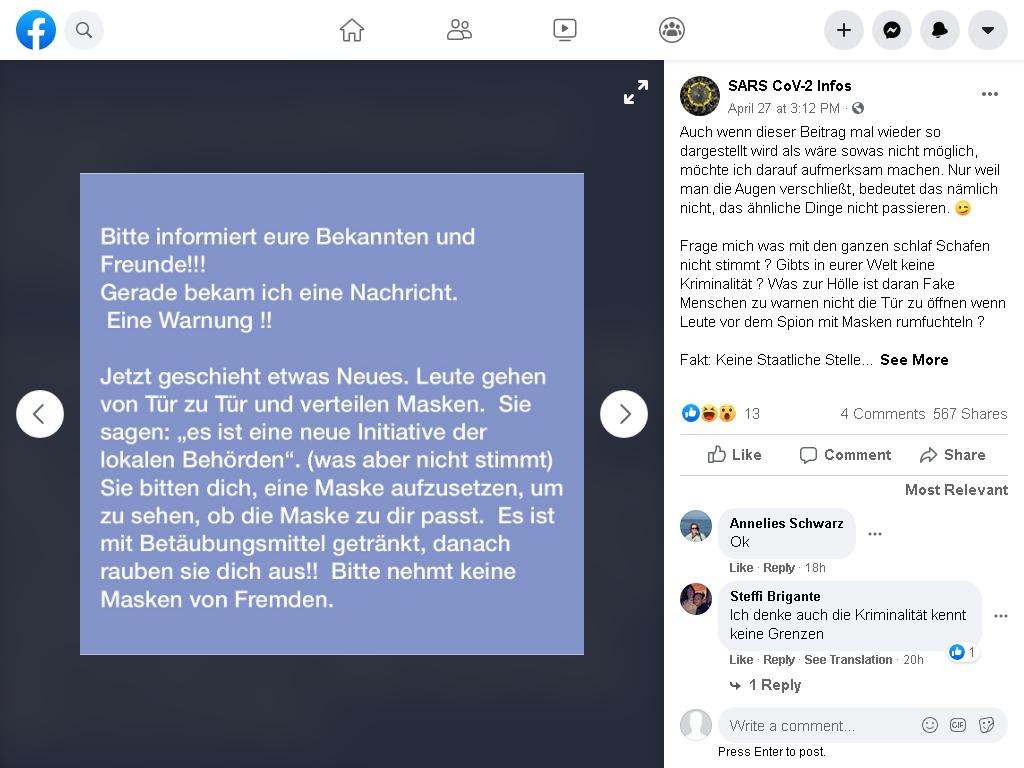 Bitte informiert eure Bekannten und
Freunde!!!
Gerade bekam ich eine Nachricht.
Eine Warnung !!
Jetzt geschieht etwas Neues. Leute gehen
von Tür zu Tür und verteilen Masken. Sie
sagen: „es ist eine neue Initiative der
lokalen Behörden“. (was aber nicht stimmt)
Sie bitten dich, eine Maske aufzusetzen, um
zu sehen, ob die Maske zu dir passt. Es ist
mit Betäubungsmittel getränkt, danach
rauben sie dich aus!! Bitte nehmt keine
Masken von Fremden.
SARS CoV-2 Infos
April 27 at 3:12 PM ·
Auch wenn dieser Beitrag mal wieder so
dargestellt wird als wäre sowas nicht möglich,
möchte ich darauf aufmerksam machen. Nur weil
man die Augen verschließt, bedeutet das nämlich
nicht, das ähnliche Dinge nicht passieren. 😉
Frage mich was mit den ganzen schlaf Schafen
nicht stimmt ? Gibts in eurer Welt keine
Kriminalität ? Was zur Hölle ist daran Fake
Menschen zu warnen nicht die Tür zu öffnen wenn
Leute vor dem Spion mit Masken rumfuchteln ?
Fakt: Keine Staatliche Stelle... See More
13 4 Comments 567 Shares
Like Comment Share
Most Relevant
Annelies Schwarz
Ok
Like · Reply · 18h
Steffi Brigante
Ich denke auch die Kriminalität kennt
keine Grenzen
1
Like · Reply · See Translation · 20h
1 Reply
Write a comment...
GIF
Press Enter to post.